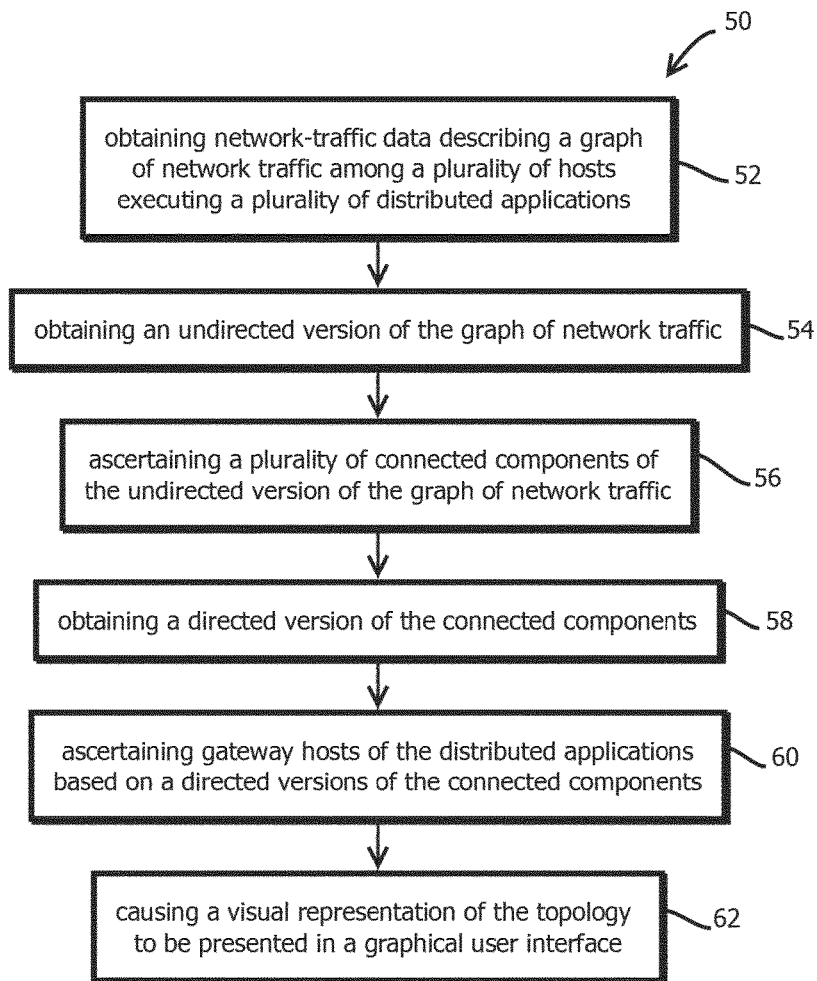 50
obtaining network-traffic data describing a graph
of network traffic among a plurality of hosts
executing a plurality of distributed applications
52
obtaining an undirected version of the graph of network traffic
54
ascertaining a plurality of connected components of
the undirected version of the graph of network traffic
56
obtaining a directed version of the connected components
58
ascertaining gateway hosts of the distributed applications
based on a directed versions of the connected components
60
causing a visual representation of the topology
to be presented in a graphical user interface
62